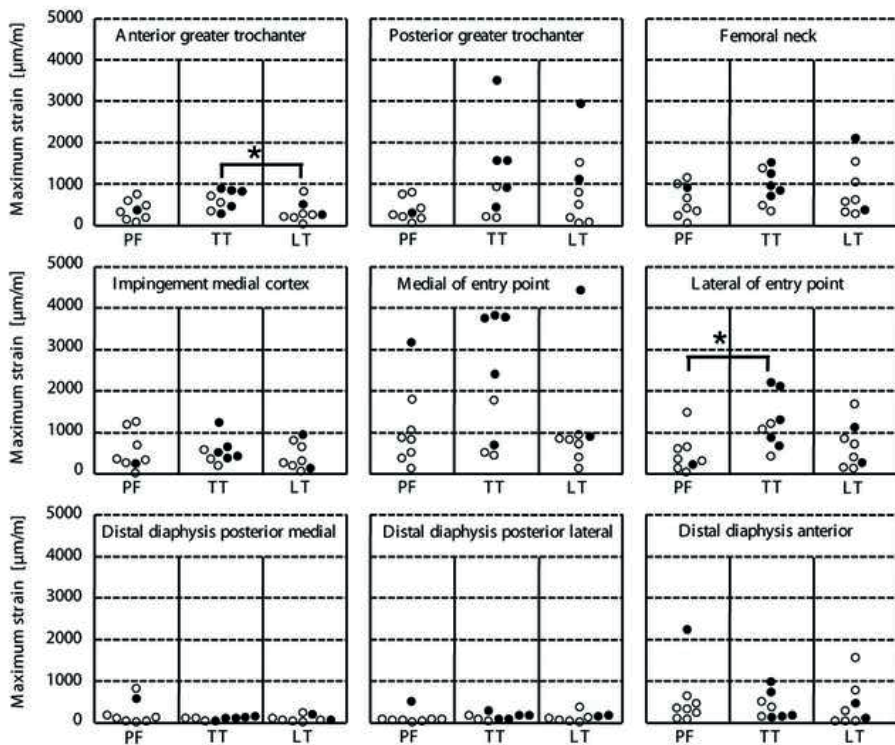 Maximum strain [µm/m]
5000
4000
3000
2000
1000
0
Anterior greater trochanter
*
PF TT LT
Posterior greater trochanter
PF TT LT
Femoral neck
PF TT LT
Maximum strain [µm/m]
5000
4000
3000
2000
1000
0
Impingement medial cortex
PF TT LT
Medial of entry point
PF TT LT
Lateral of entry point
*
PF TT LT
Maximum strain [µm/m]
5000
4000
3000
2000
1000
0
Distal diaphysis posterior medial
PF TT LT
Distal diaphysis posterior lateral
PF TT LT
Distal diaphysis anterior
PF TT LT